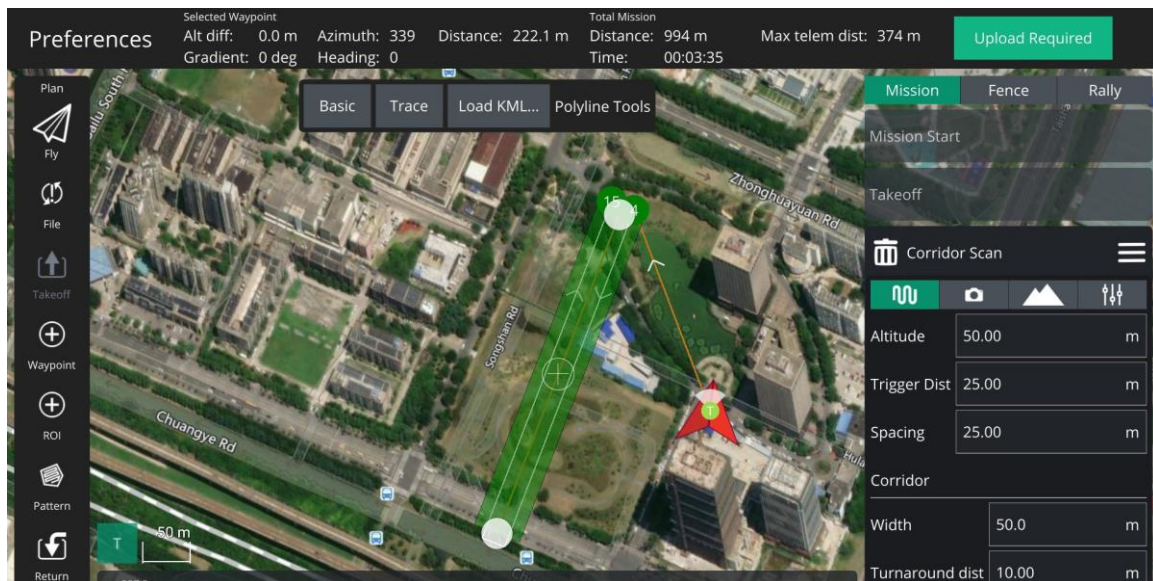 Preferences
Selected Waypoint
Alt diff: 0.0 m Azimuth: 339 Distance: 222.1 m
Gradient: 0 deg Heading: 0
Total Mission
Distance: 994 m Max telem dist: 374 m
Time: 00:03:35
Upload Required
Plan
Fly
File
Takeoff
Waypoint
ROI
Pattern
Return
Basic Trace Load KML... Polyline Tools
Zhonghuayuan Rd
Songshan Rd
Chuangye Rd
15
4
T
T
50 m
Mission Fence Rally
Mission Start
Takeoff
Corridor Scan
Altitude 50.00 m
Trigger Dist 25.00 m
Spacing 25.00 m
Corridor
Width 50.0 m
Turnaround dist 10.00 m